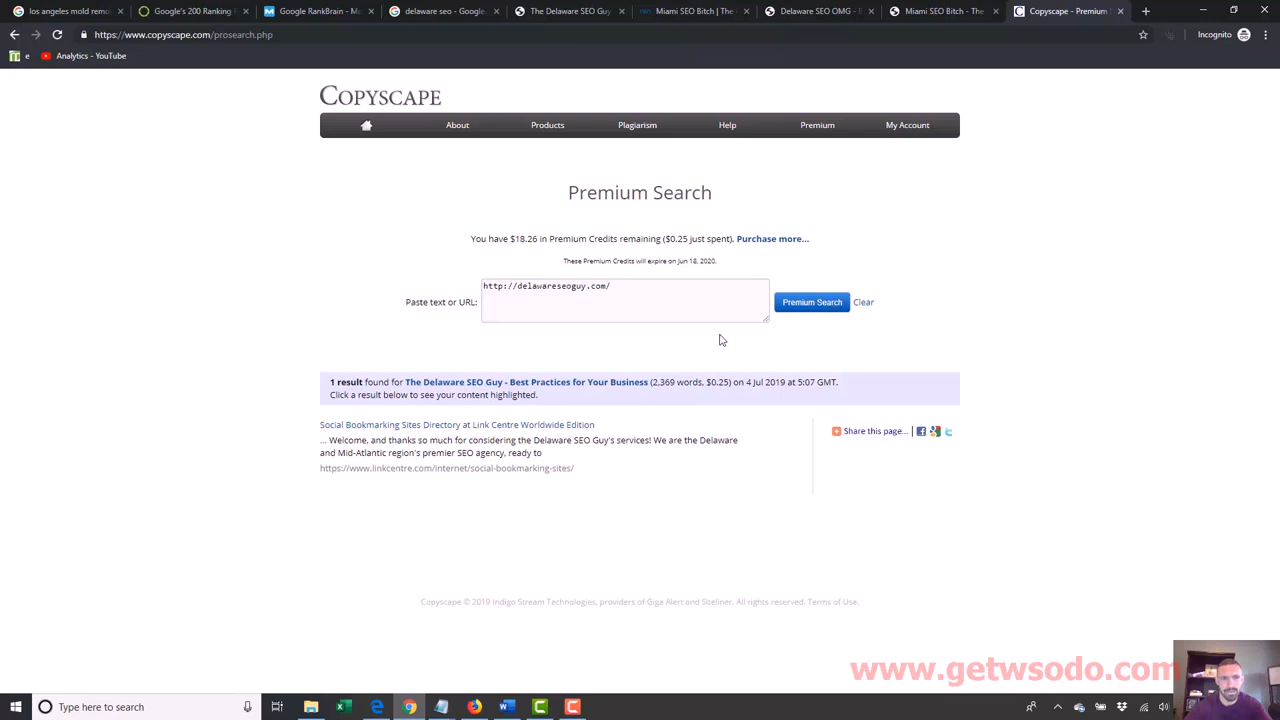 los angeles mold remov
Google's 200 Ranking F
Google RankBrain - Mo
delaware seo - Google
The Delaware SEO Guy
Miami SEO Bitch | The
Delaware SEO OMG -
Miami SEO Bitch - The
Copyscape - Premium S
https://www.copyscape.com/prosearch.php
Incognito
e
Analytics - YouTube
COPYSCAPE
About
Products
Plagiarism
Help
Premium
My Account
Premium Search
You have $18.26 in Premium Credits remaining ($0.25 just spent). Purchase more...
These Premium Credits will expire on Jun 18, 2020.
Paste text or URL:
http://delawareseoguy.com/
Premium Search
Clear
1 result found for The Delaware SEO Guy - Best Practices for Your Business (2,369 words, $0.25) on 4 Jul 2019 at 5:07 GMT.
Click a result below to see your content highlighted.
Social Bookmarking Sites Directory at Link Centre Worldwide Edition
... Welcome, and thanks so much for considering the Delaware SEO Guy's services! We are the Delaware
and Mid-Atlantic region's premier SEO agency, ready to
https://www.linkcentre.com/internet/social-bookmarking-sites/
Share this page...
Copyscape © 2019 Indigo Stream Technologies, providers of Giga Alert and Siteliner. All rights reserved. Terms of Use.
www.getwsodo.com
Type here to search